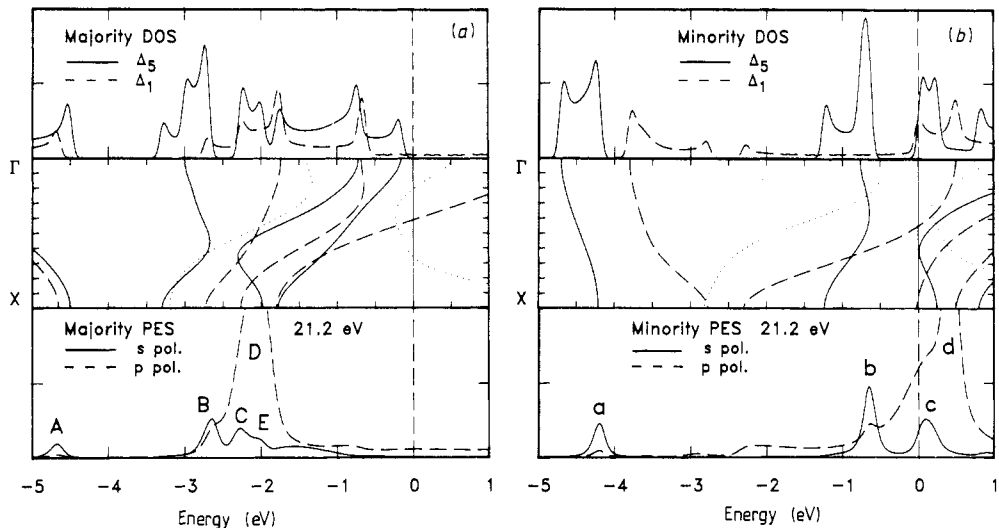 (a)
Majority DOS
Δ5
Δ1
Γ
X
Majority PES 21.2 eV
s pol.
p pol.
A
B
C
D
E
-5 -4 -3 -2 -1 0 1
Energy (eV)
(b)
Minority DOS
Δ5
Δ1
Γ
X
Minority PES 21.2 eV
s pol.
p pol.
a
b
c
d
-5 -4 -3 -2 -1 0 1
Energy (eV)